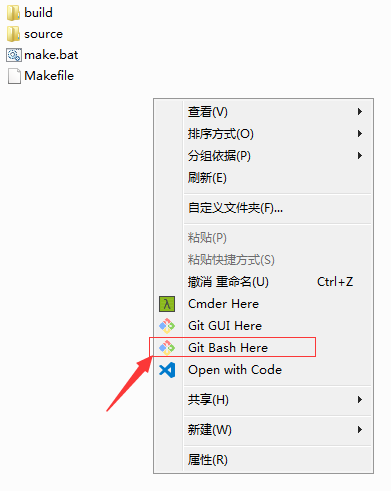 build
source
make.bat
Makefile
查看(V)
排序方式(O)
分组依据(P)
刷新(E)
自定义文件夹(F)...
粘贴(P)
粘贴快捷方式(S)
撤消 重命名(U) Ctrl+Z
Cmder Here
Git GUI Here
Git Bash Here
Open with Code
共享(H)
新建(W)
属性(R)